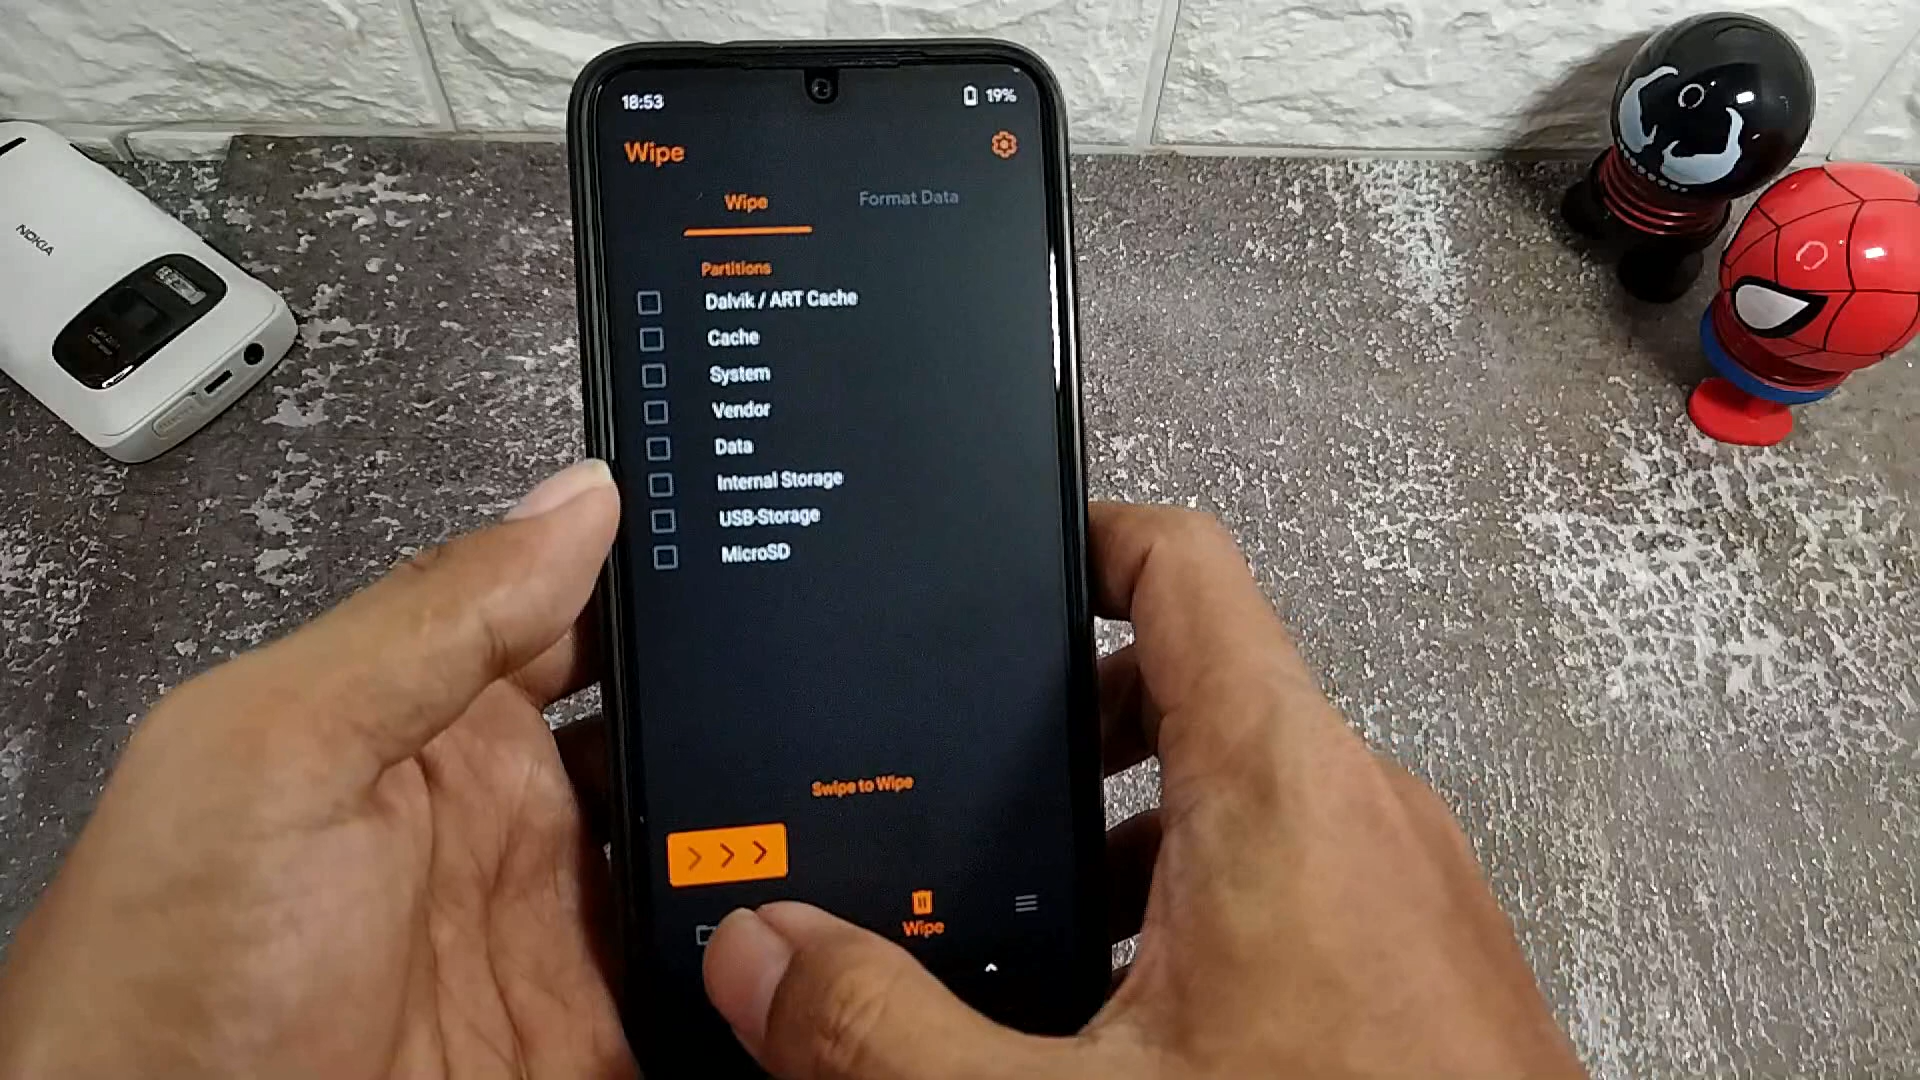 18:53
19%
Wipe
Wipe
Format Data
Partitions
Dalvik / ART Cache
Cache
System
Vendor
Data
Internal Storage
USB-Storage
MicroSD
Swipe to Wipe
Wipe
NOKIA